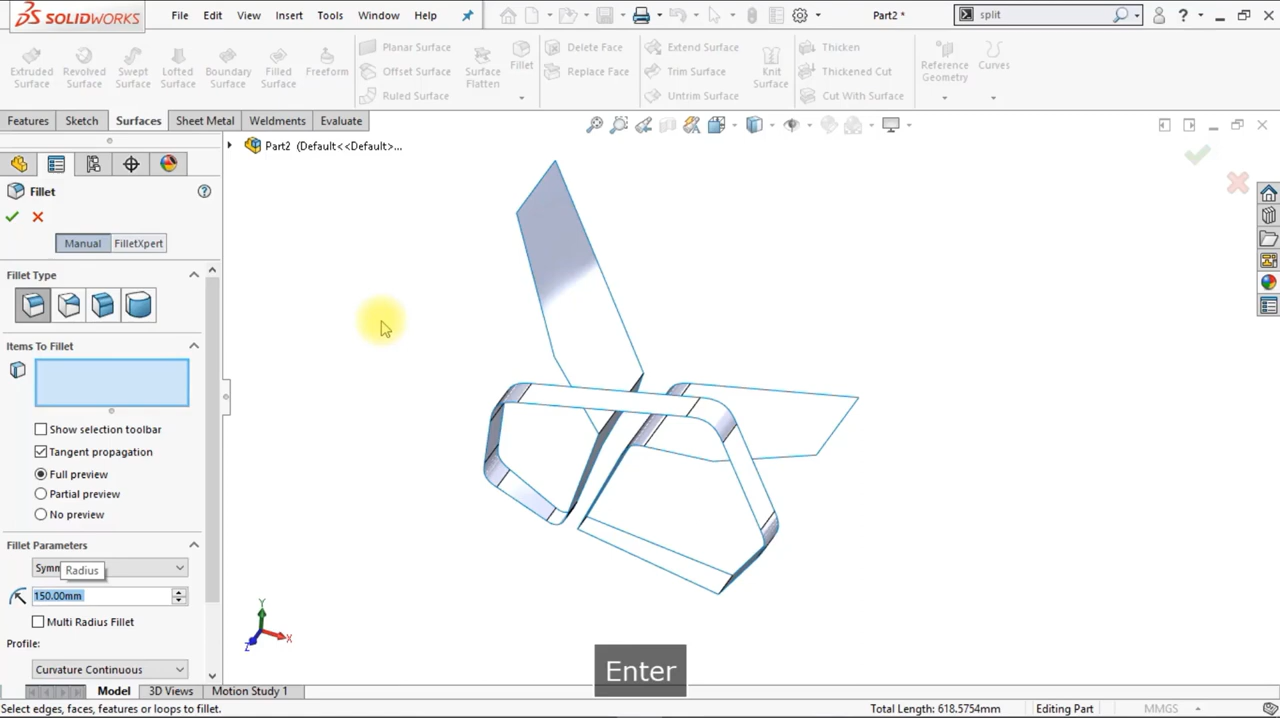 SOLIDWORKS File Edit View Insert Tools Window Help Part2 * split
Extruded Surface Revolved Surface Swept Surface Lofted Surface Boundary Surface Filled Surface Freeform
Planar Surface
Offset Surface
Ruled Surface
Surface Flatten
Fillet
Delete Face
Replace Face
Extend Surface
Trim Surface
Untrim Surface
Knit Surface
Thicken
Thickened Cut
Cut With Surface
Reference Geometry
Curves
Features Sketch Surfaces Sheet Metal Weldments Evaluate
Part2 (Default<<Default>...
Fillet
Manual FilletXpert
Fillet Type
Items To Fillet
Show selection toolbar
Tangent propagation
Full preview
Partial preview
No preview
Fillet Parameters
Symm
Radius
150.00mm
Multi Radius Fillet
Profile:
Curvature Continuous
Y
X
Z
Enter
Model 3D Views Motion Study 1
Select edges, faces, features or loops to fillet. Total Length: 618.5754mm Editing Part MMGS